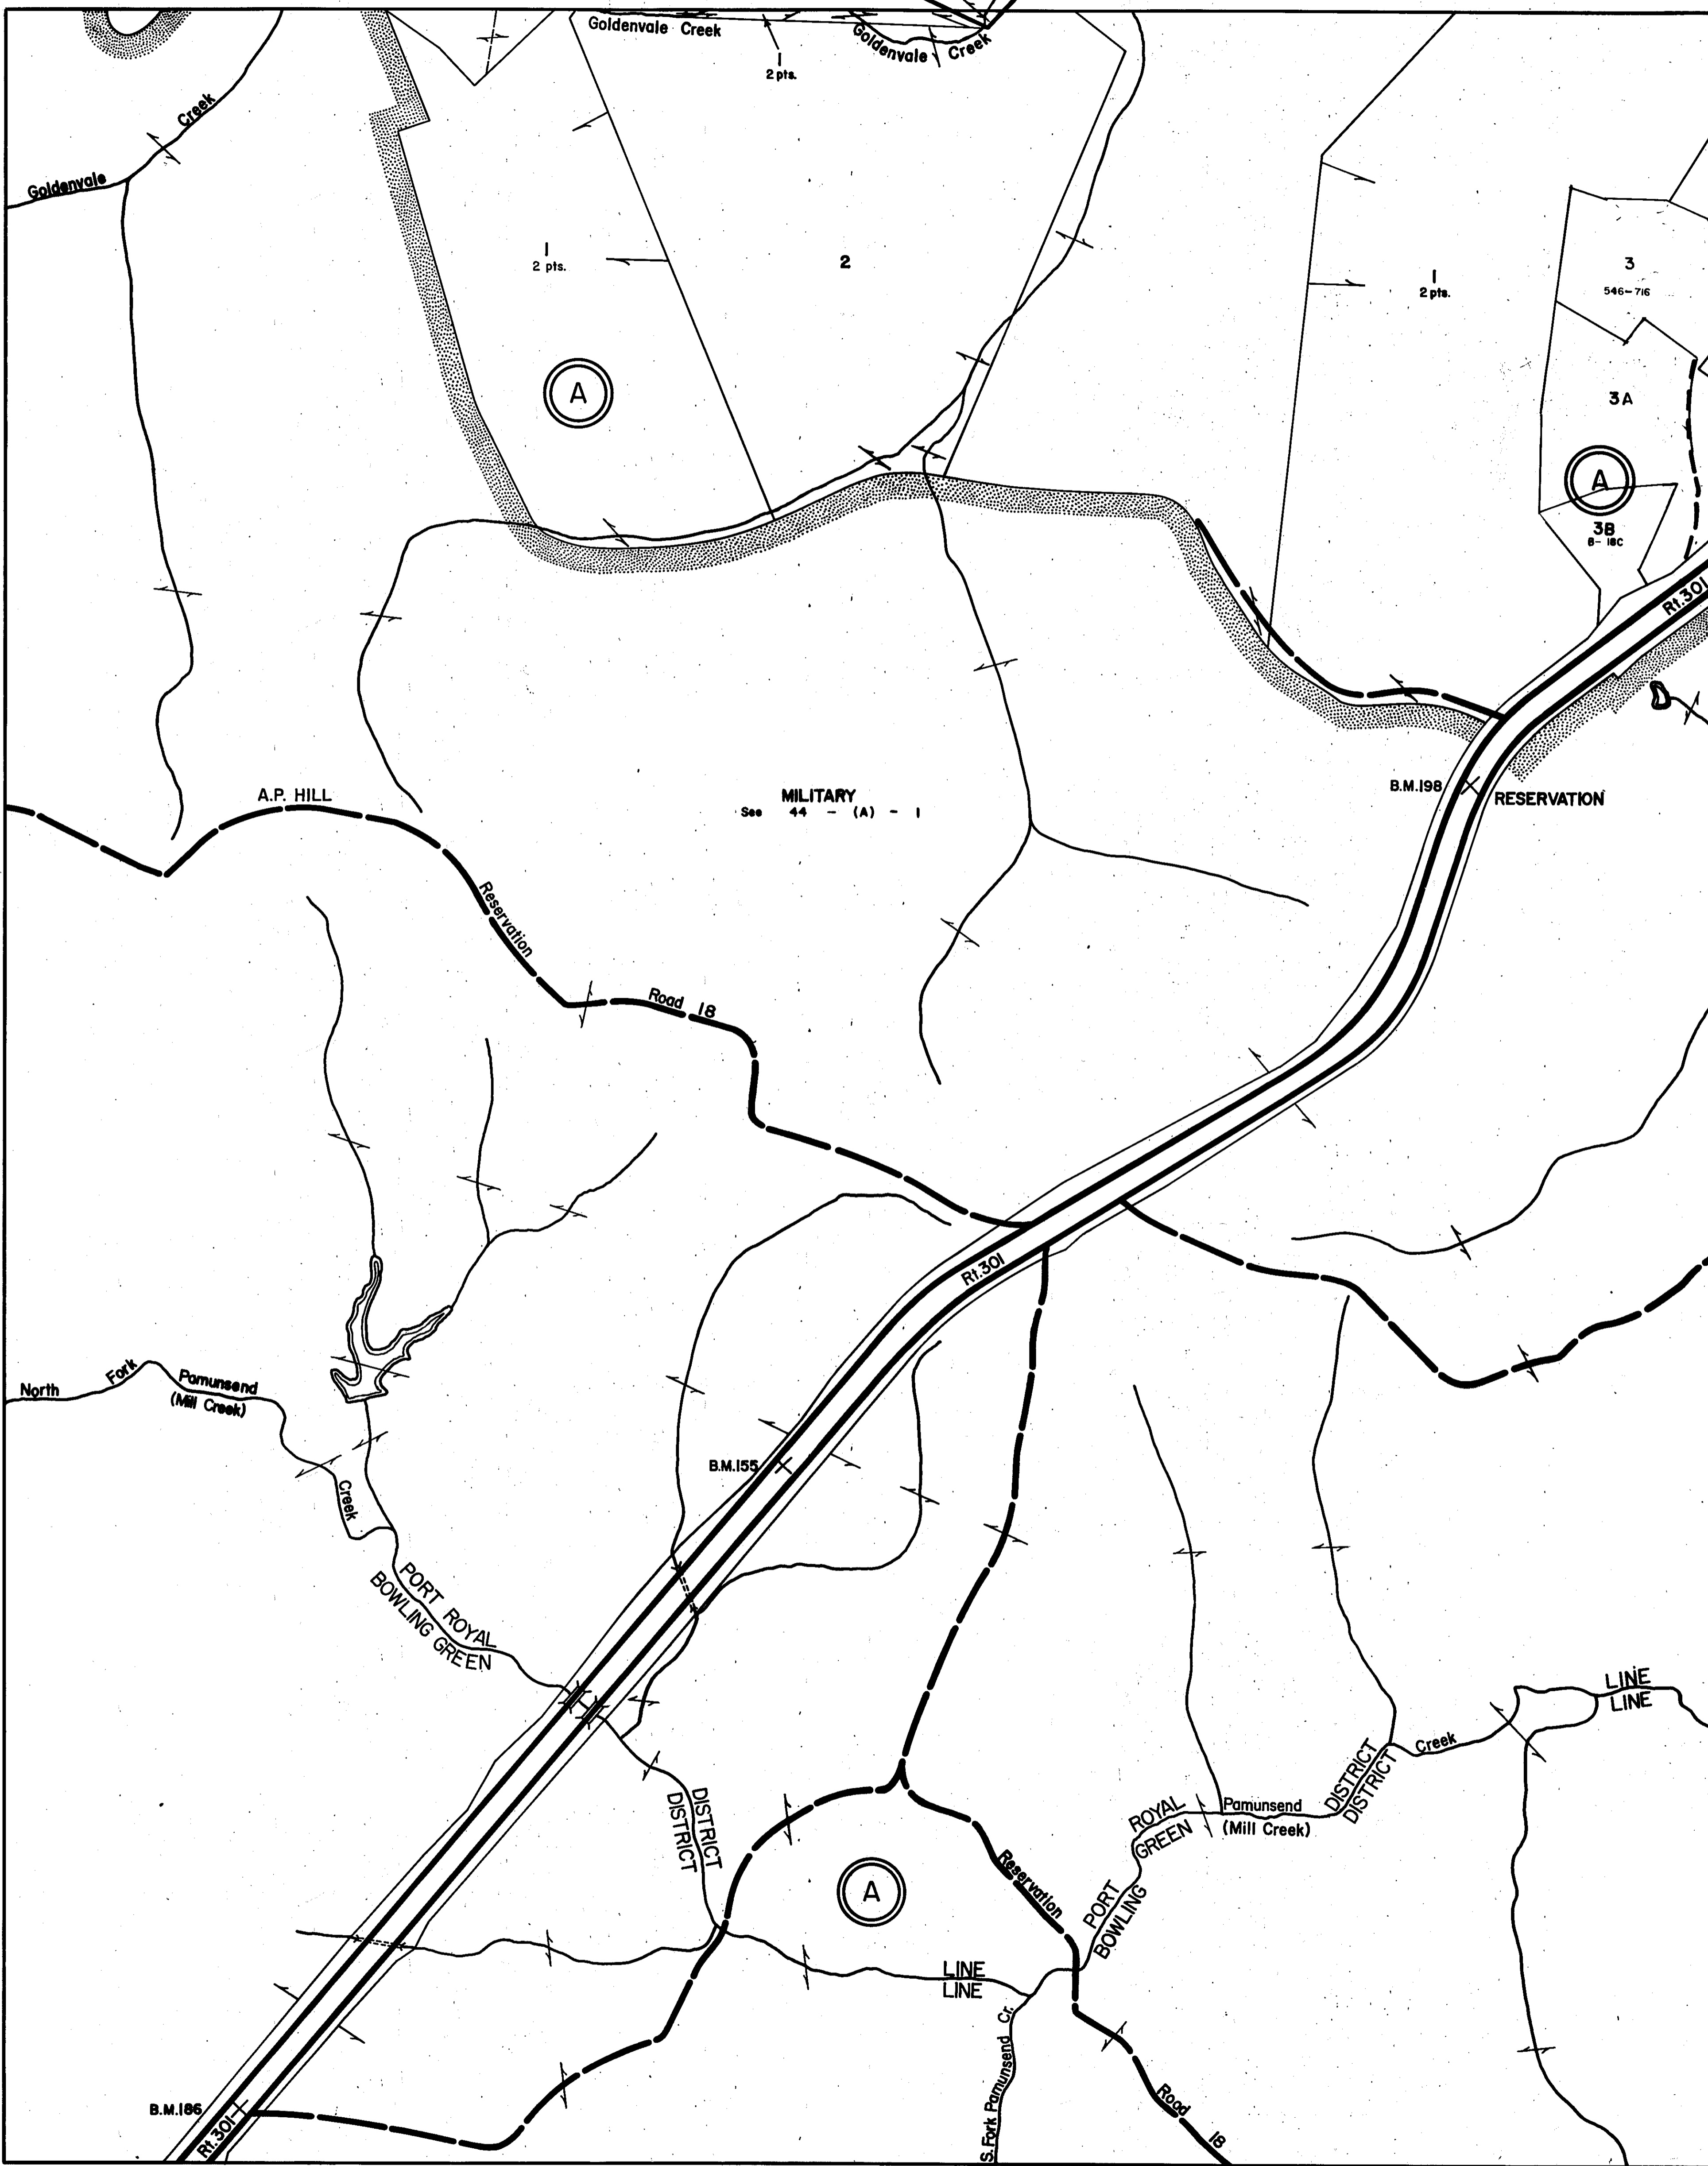 Goldenvale Creek
Goldenvale Creek
1
2 pts.
Goldenvale Creek
1
2 pts.
2
1
2 pts.
3
546-716
3A
A
A
3B
8-18C
Rt.301
A.P. HILL
MILITARY
See 44 - (A) - 1
B.M.198
RESERVATION
Reservation Road 18
Rt.301
North Fork Pamunsend Creek
(Mill Creek)
B.M.155
PORT ROYAL
BOWLING GREEN
DISTRICT
DISTRICT
LINE
LINE
Creek
DISTRICT
DISTRICT
Pamunsend
(Mill Creek)
ROYAL
GREEN
PORT
BOWLING
A
Reservation
LINE
LINE
S. Fork Pamunsend Cr.
Road 18
B.M.186
Rt.301